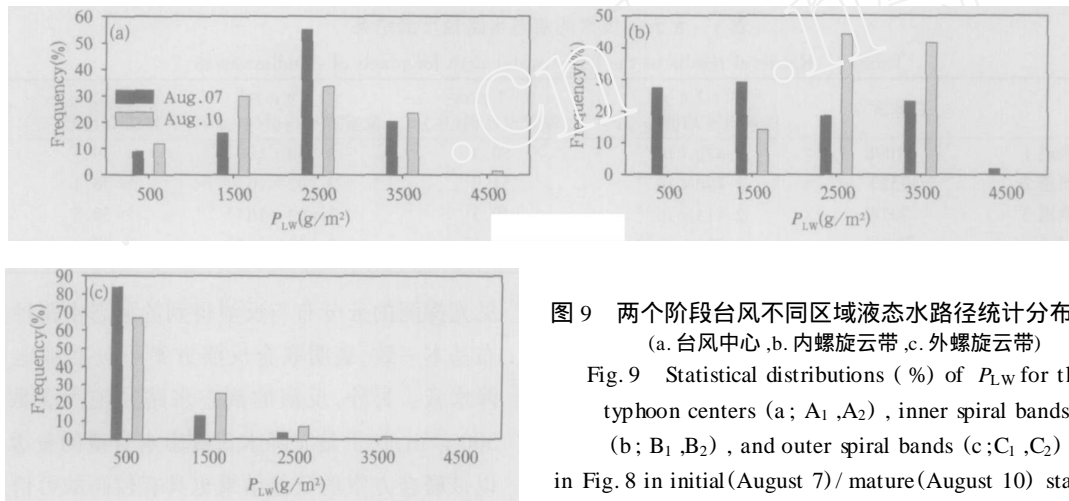 60
50
40
30
20
10
0
(a)
Aug. 07
Aug. 10
Frequency(%)
500 1500 2500 3500 4500
P_LW(g/m²)
50
40
30
20
10
0
(b)
Frequency(%)
500 1500 2500 3500 4500
P_LW(g/m²)
.cn
90
80
70
60
50
40
30
20
10
0
(c)
Frequency(%)
500 1500 2500 3500 4500
P_LW(g/m²)
图 9 两个阶段台风不同区域液态水路径统计分布
(a. 台风中心 ,b. 内螺旋云带 ,c. 外螺旋云带)
Fig. 9 Statistical distributions ( %) of P_LW for th
typhoon centers (a ; A₁ ,A₂) , inner spiral bands
(b ; B₁ ,B₂) , and outer spiral bands (c ;C₁ ,C₂)
in Fig. 8 in initial(August 7)/ mature(August 10) sta